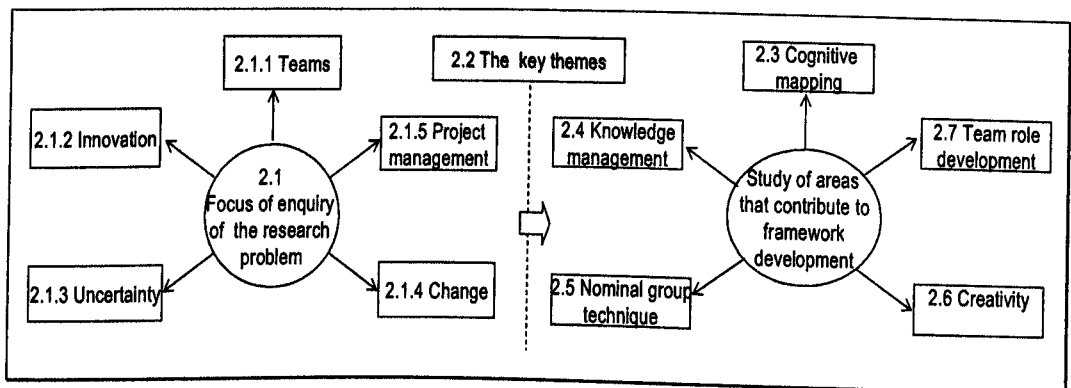 2.1.1 Teams
2.2 The key themes
2.3 Cognitive
mapping
2.1.2 Innovation
2.1.5 Project
management
2.4 Knowledge
management
2.7 Team role
development
2.1
Focus of enquiry
of the research
problem
Study of areas
that contribute to
framework
development
2.1.3 Uncertainty
2.1.4 Change
2.5 Nominal group
technique
2.6 Creativity